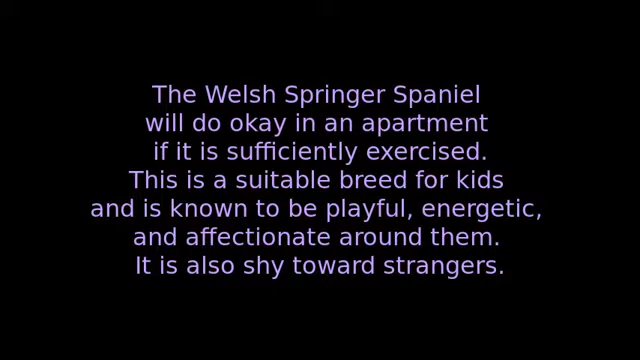 The Welsh Springer Spaniel
will do okay in an apartment
if it is sufficiently exercised.
This is a suitable breed for kids
and is known to be playful, energetic,
and affectionate around them.
It is also shy toward strangers.